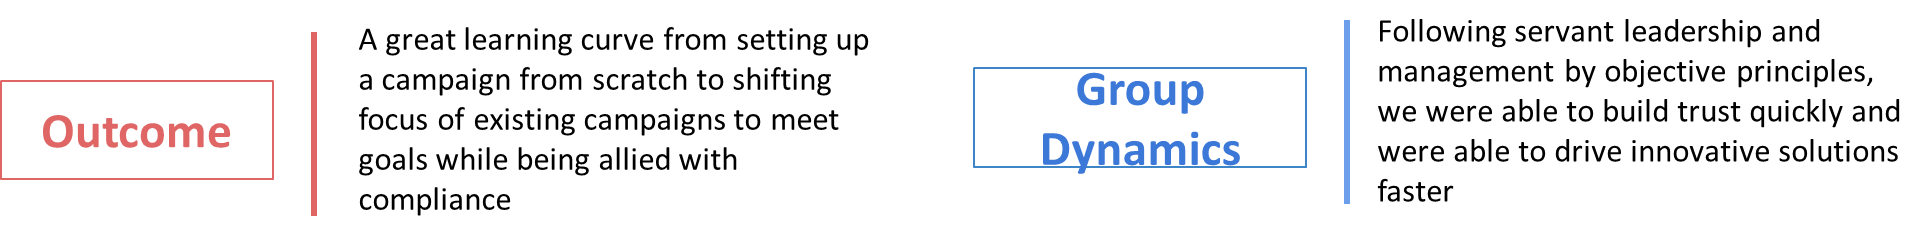 Outcome
A great learning curve from setting up
a campaign from scratch to shifting
focus of existing campaigns to meet
goals while being allied with
compliance
Group
Dynamics
Following servant leadership and
management by objective principles,
we were able to build trust quickly and
were able to drive innovative solutions
faster